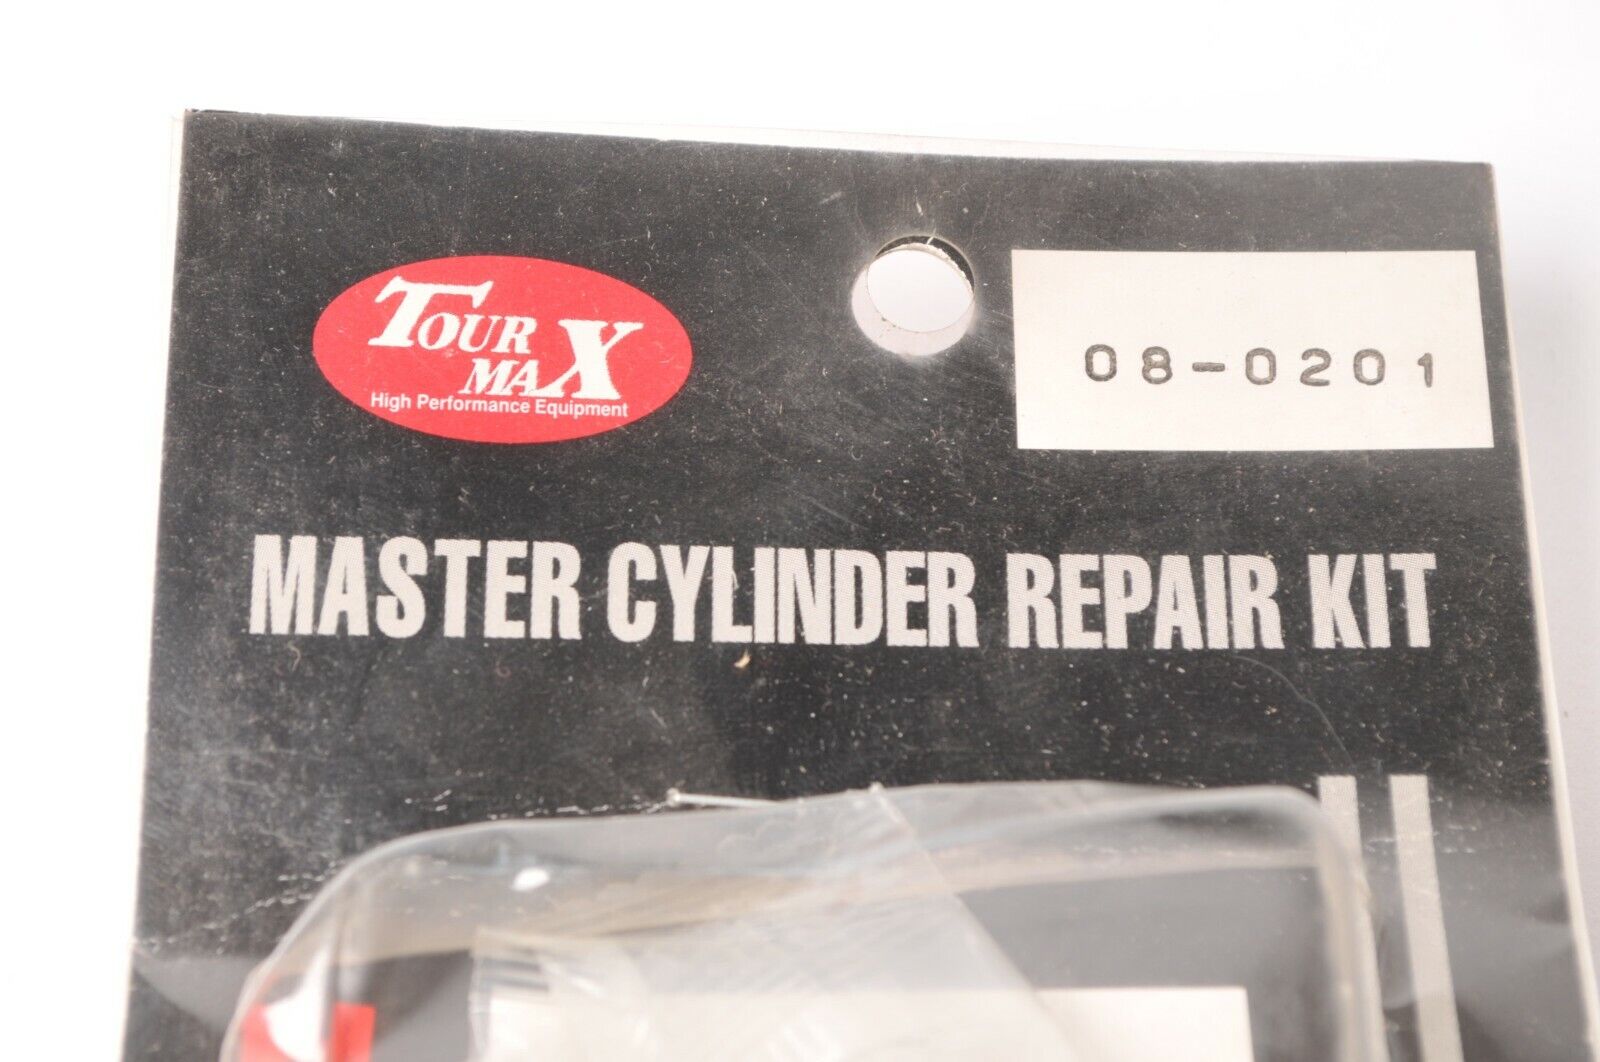 TOUR
MAX
High Performance Equipment
08-0201
MASTER CYLINDER REPAIR KIT